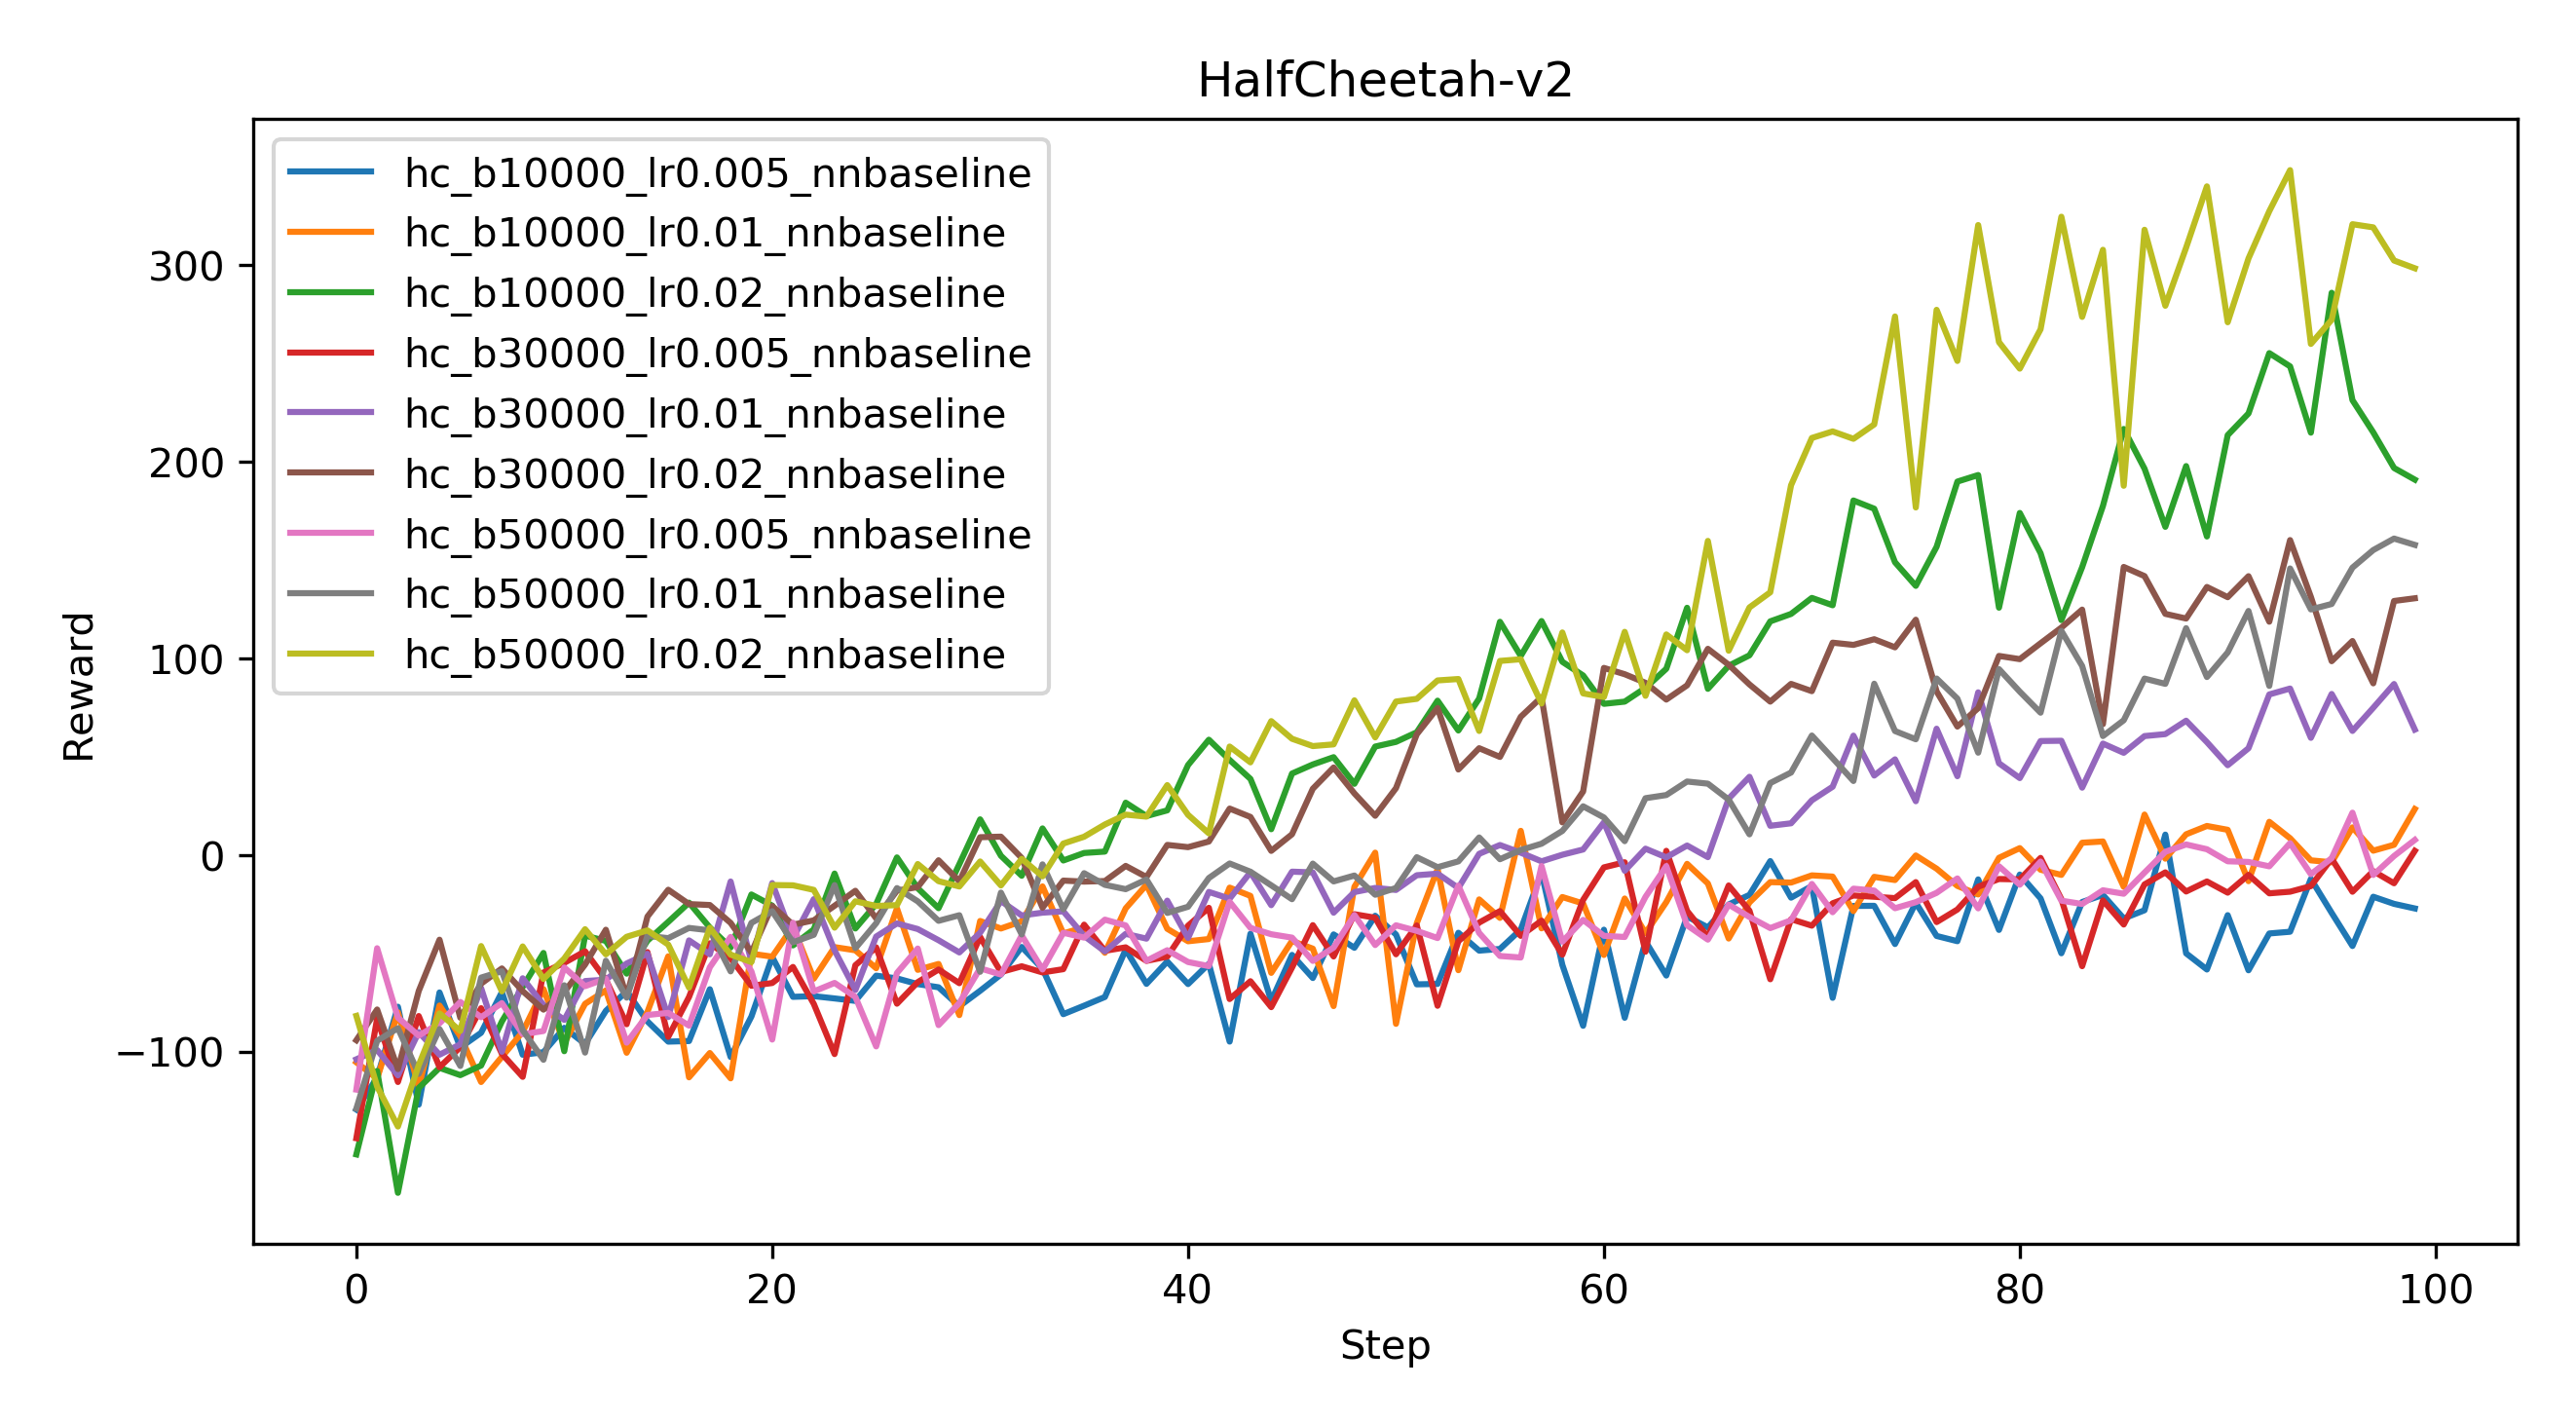 HalfCheetah-v2
hc_b10000_lr0.005_nnbaseline
hc_b10000_lr0.01_nnbaseline
hc_b10000_lr0.02_nnbaseline
hc_b30000_lr0.005_nnbaseline
hc_b30000_lr0.01_nnbaseline
hc_b30000_lr0.02_nnbaseline
hc_b50000_lr0.005_nnbaseline
hc_b50000_lr0.01_nnbaseline
hc_b50000_lr0.02_nnbaseline
300
200
100
0
−100
Reward
0 20 40 60 80 100
Step